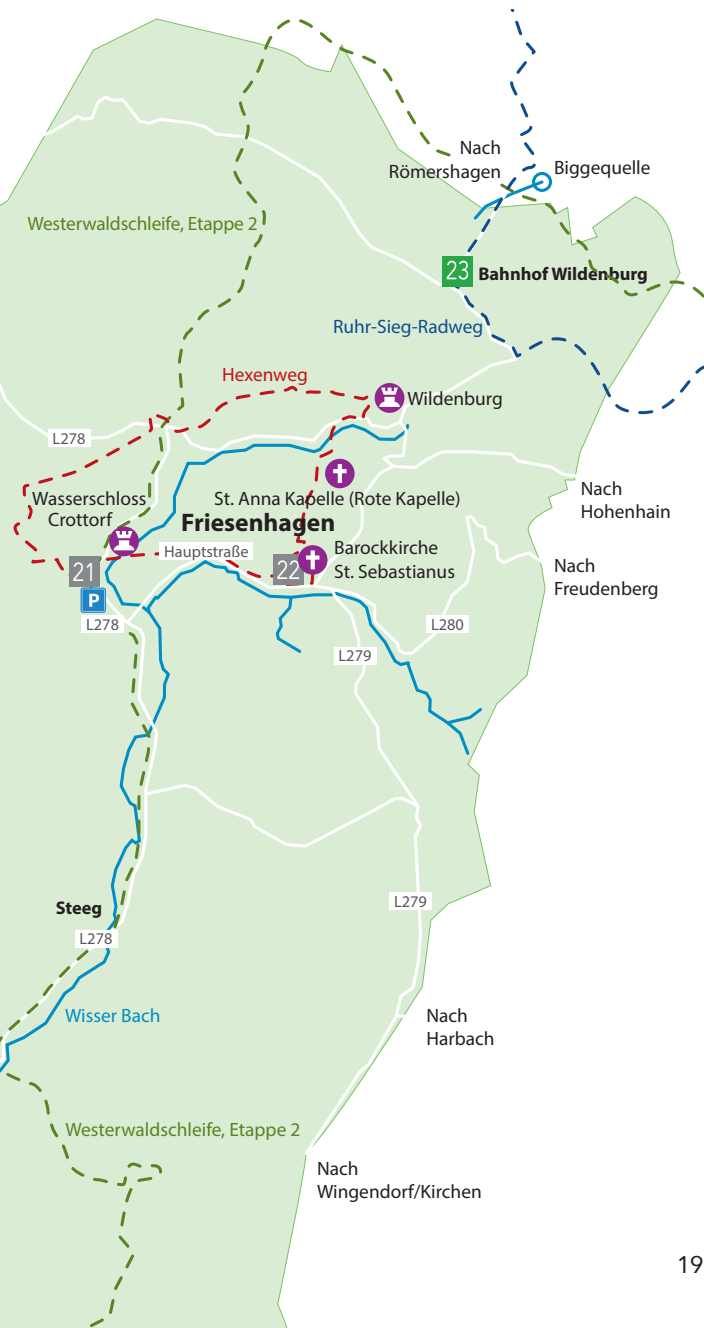 Nach
Römershagen
Biggequelle
Westerwaldschleife, Etappe 2
23
Bahnhof Wildenburg
Ruhr-Sieg-Radweg
Hexenweg
Wildenburg
L278
Wasserschloss
Crottorf
St. Anna Kapelle (Rote Kapelle)
Nach
Hohenhain
Friesenhagen
Hauptstraße
Barockkirche
St. Sebastianus
21
22
Nach
Freudenberg
P
L278
L280
L279
Steeg
L279
L278
Wisser Bach
Nach
Harbach
Westerwaldschleife, Etappe 2
Nach
Wingendorf/Kirchen
19